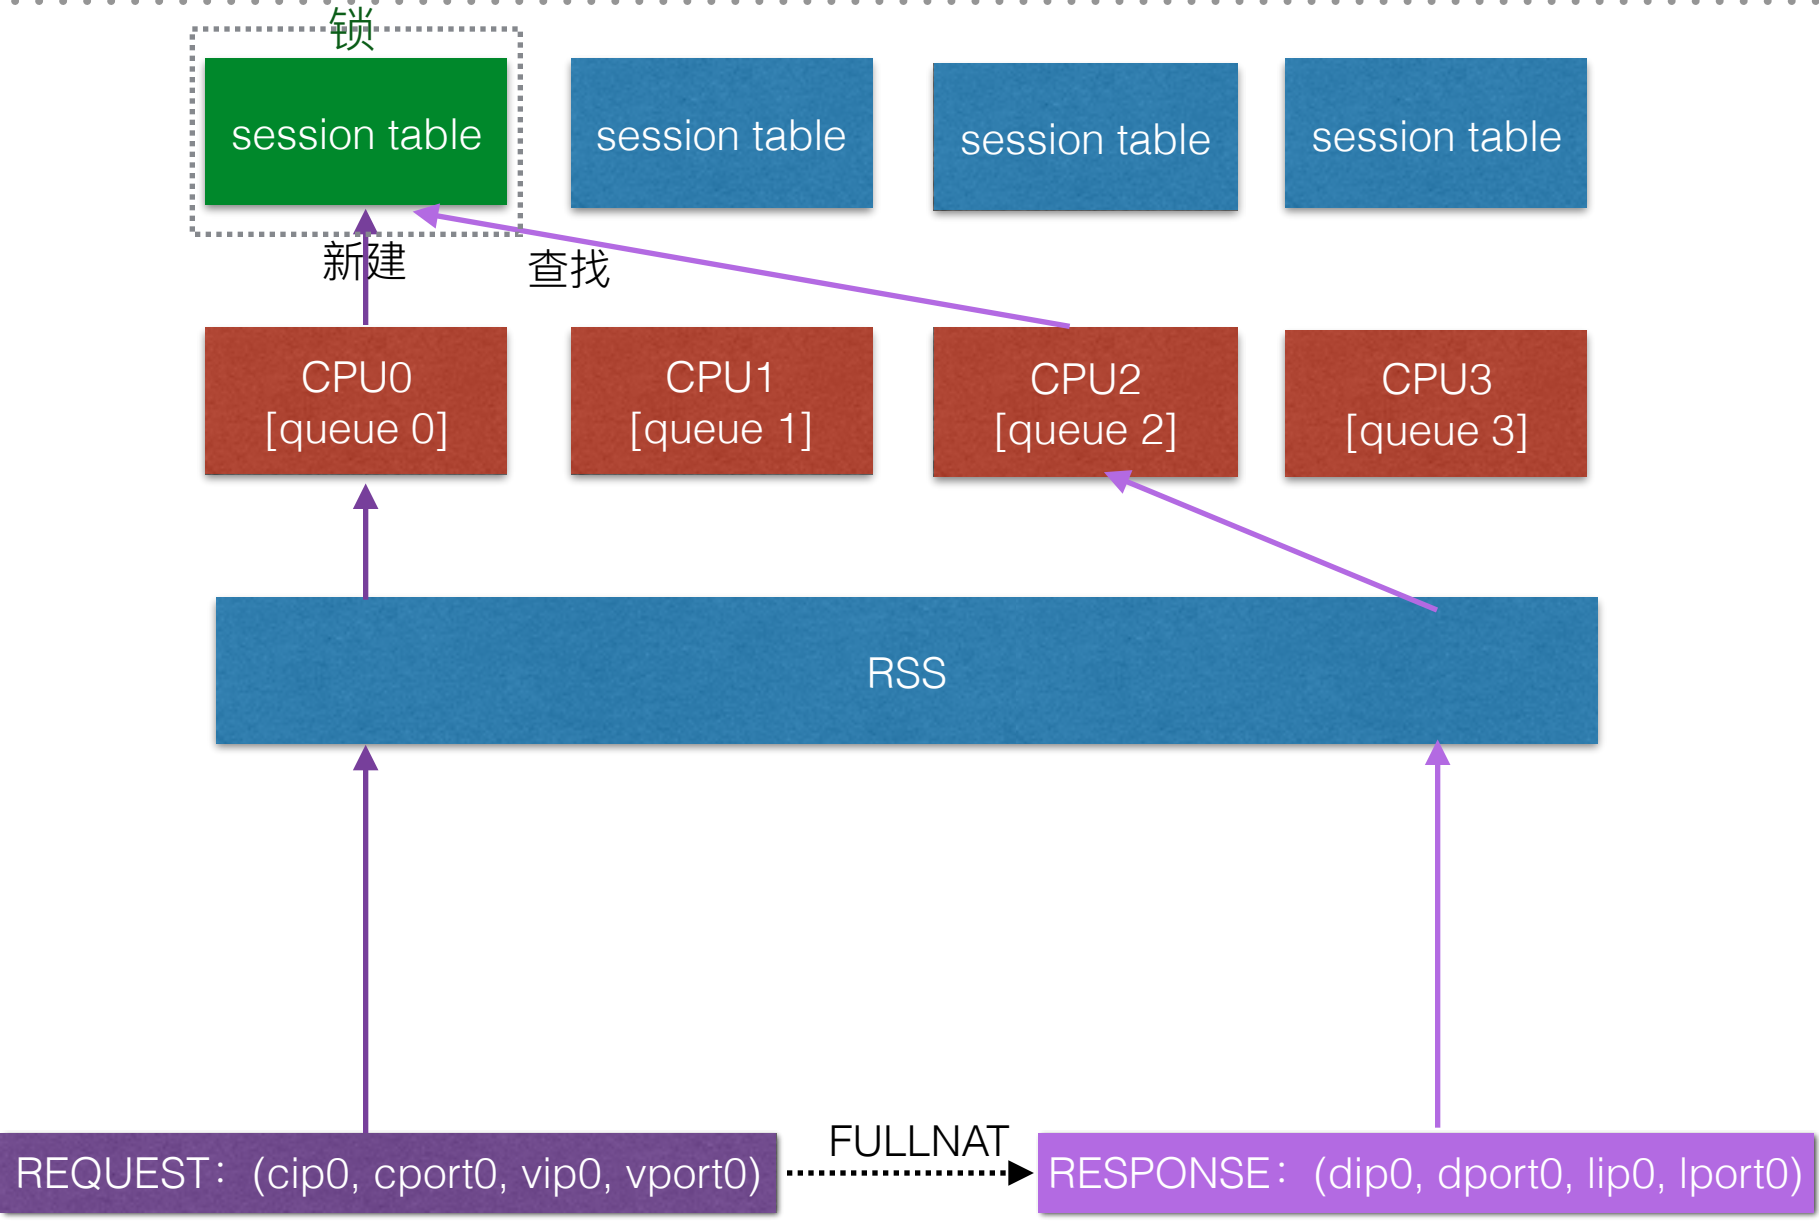 锁
session table
session table
session table
session table
新建
查找
CPU0
[queue 0]
CPU1
[queue 1]
CPU2
[queue 2]
CPU3
[queue 3]
RSS
FULLNAT
REQUEST：(cip0, cport0, vip0, vport0)
RESPONSE：(dip0, dport0, lip0, lport0)